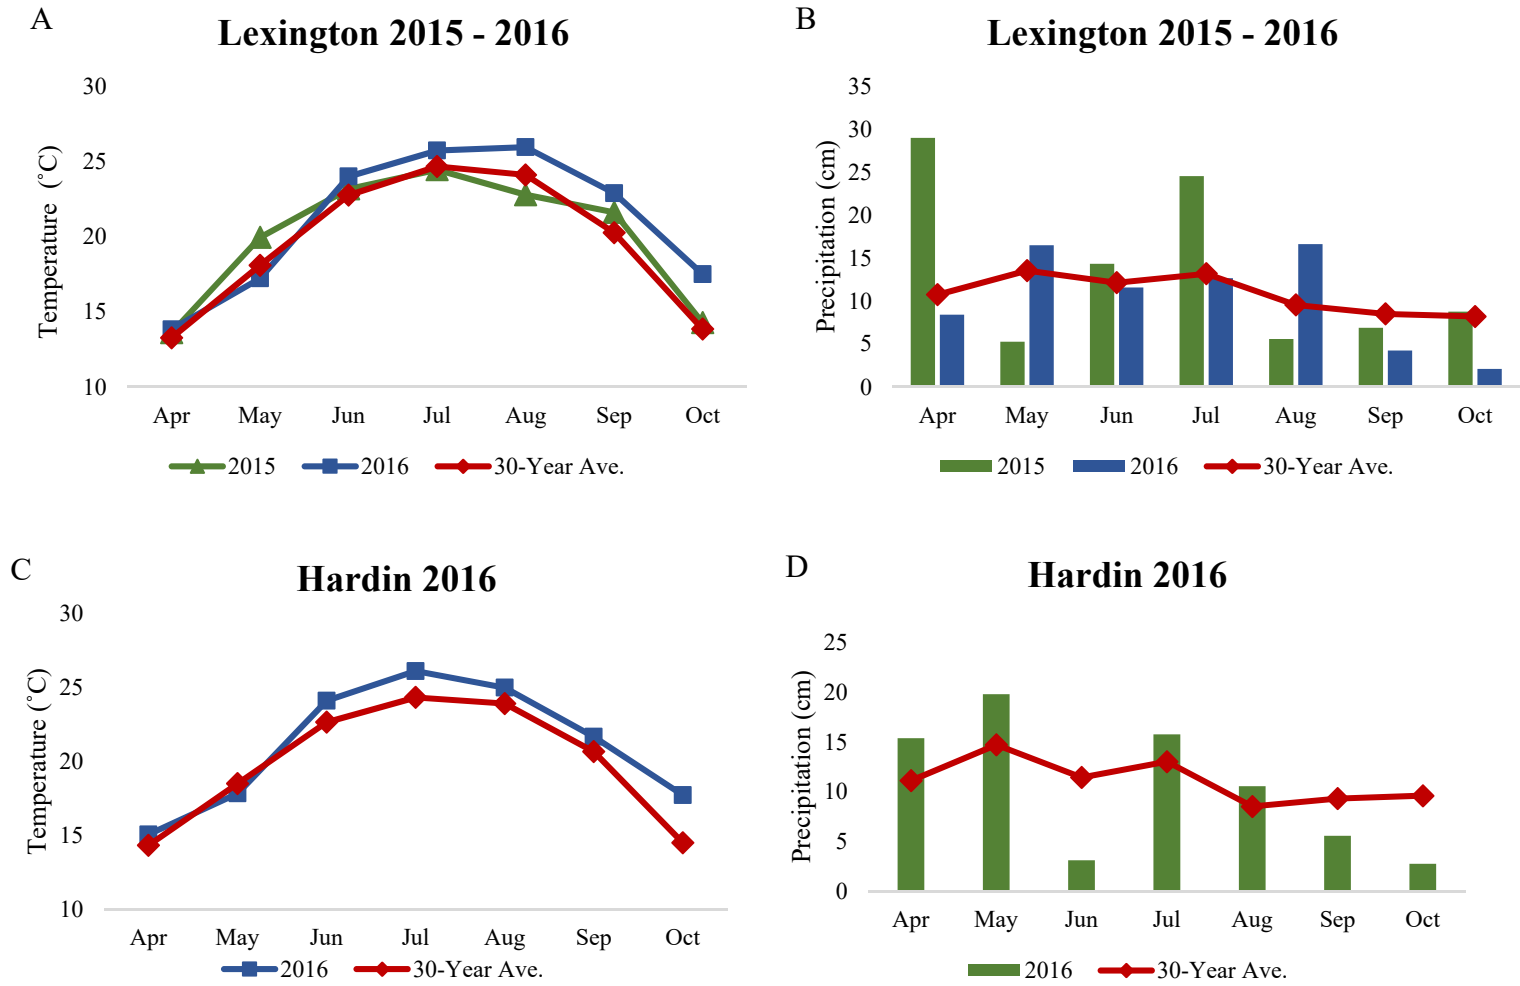 A
Lexington 2015 - 2016
30
25
20
15
10
Temperature (˚C)
Apr May Jun Jul Aug Sep Oct
2015 2016 30-Year Ave.
B
Lexington 2015 - 2016
35
30
25
20
15
10
5
0
Precipitation (cm)
Apr May Jun Jul Aug Sep Oct
2015 2016 30-Year Ave.
C
Hardin 2016
30
25
20
15
10
Temperature (˚C)
Apr May Jun Jul Aug Sep Oct
2016 30-Year Ave.
D
Hardin 2016
25
20
15
10
5
0
Precipitation (cm)
Apr May Jun Jul Aug Sep Oct
2016 30-Year Ave.